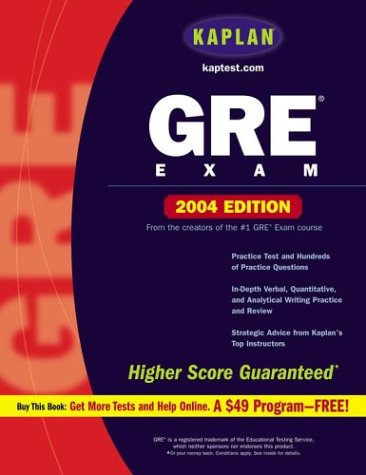 GRE
KAPLAN
kaptest.com
GRE®
EXAM
2004 EDITION
From the creators of the #1 GRE® Exam course
Practice Test and Hundreds
of Practice Questions
In-Depth Verbal, Quantitative,
and Analytical Writing Practice
and Review
Strategic Advice from Kaplan's
Top Instructors
Higher Score Guaranteed*
Buy This Book: Get More Tests and Help Online. A $49 Program—FREE!
GRE® is a registered trademark of the Educational Testing Service,
which neither sponsors nor endorses this product.
*Or your money back. Conditions apply. See inside for details.